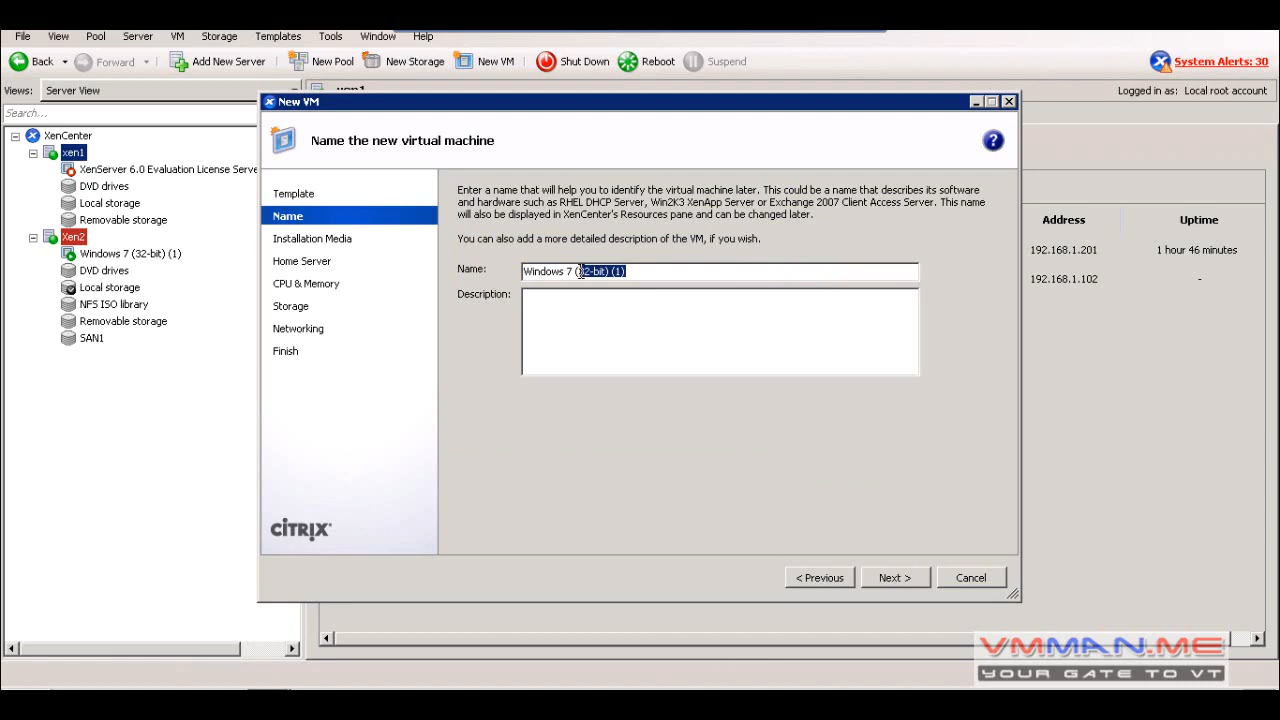 File View Pool Server VM Storage Templates Tools Window Help
Back Forward Add New Server New Pool New Storage New VM Shut Down Reboot Suspend System Alerts: 30
Views: Server View Logged in as: Local root account
Search...
New VM
Name the new virtual machine
XenCenter
xen1
XenServer 6.0 Evaluation License Serve
DVD drives
Local storage
Removable storage
Xen2
Windows 7 (32-bit) (1)
DVD drives
Local storage
NFS ISO library
Removable storage
SAN1
Template
Name
Installation Media
Home Server
CPU & Memory
Storage
Networking
Finish
CITRIX
Enter a name that will help you to identify the virtual machine later. This could be a name that describes its software
and hardware such as RHEL DHCP Server, Win2K3 XenApp Server or Exchange 2007 Client Access Server. This name
will also be displayed in XenCenter's Resources pane and can be changed later.
You can also add a more detailed description of the VM, if you wish.
Name: Windows 7 (32-bit) (1)
Description:
< Previous Next > Cancel
Address Uptime
192.168.1.201 1 hour 46 minutes
192.168.1.102 -
VMMAN.ME
YOUR GATE TO VT